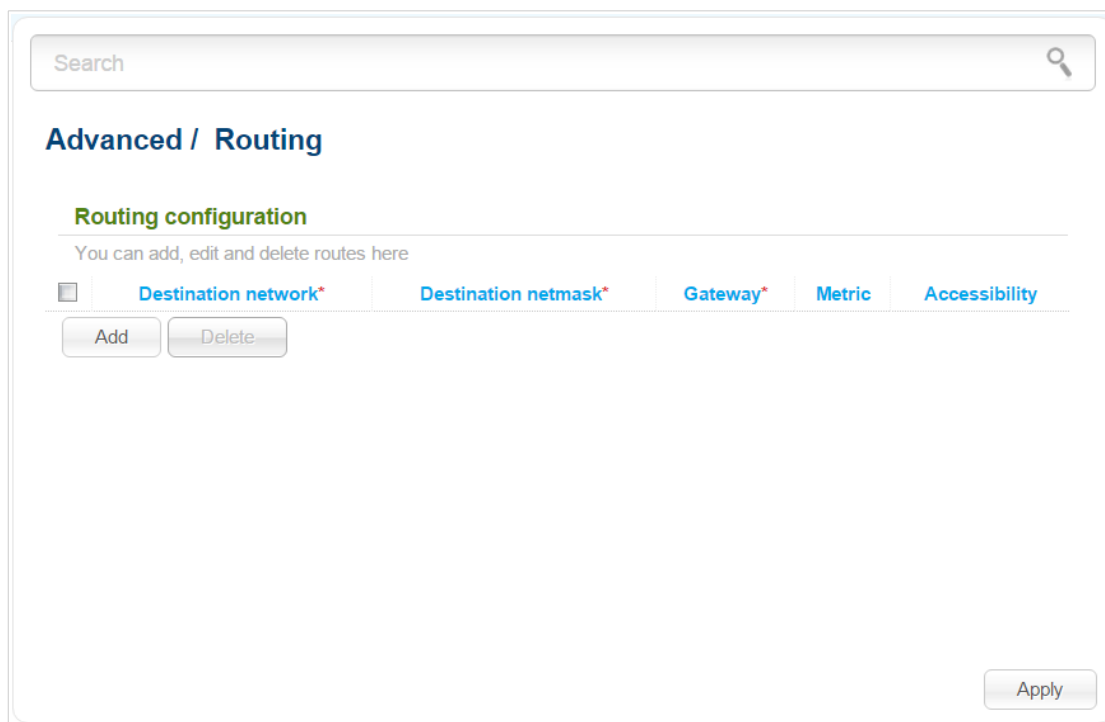 Search
Advanced / Routing
Routing configuration
You can add, edit and delete routes here
Destination network* Destination netmask* Gateway* Metric Accessibility
Add Delete
Apply